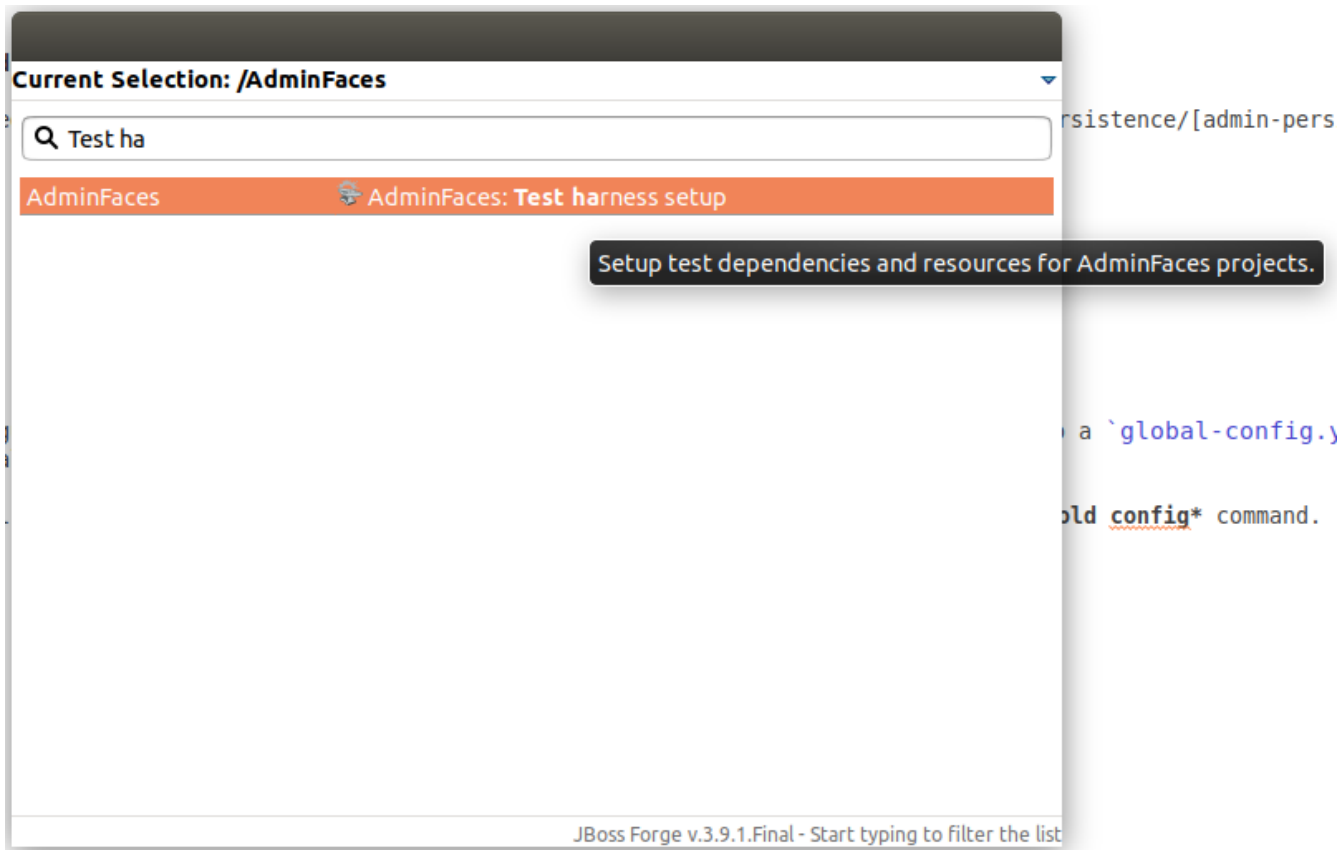 Current Selection: /AdminFaces
rsistence/[admin-pers
Test ha
AdminFaces AdminFaces: Test harness setup
Setup test dependencies and resources for AdminFaces projects.
a `global-config.y
old config* command.
JBoss Forge v.3.9.1.Final - Start typing to filter the list